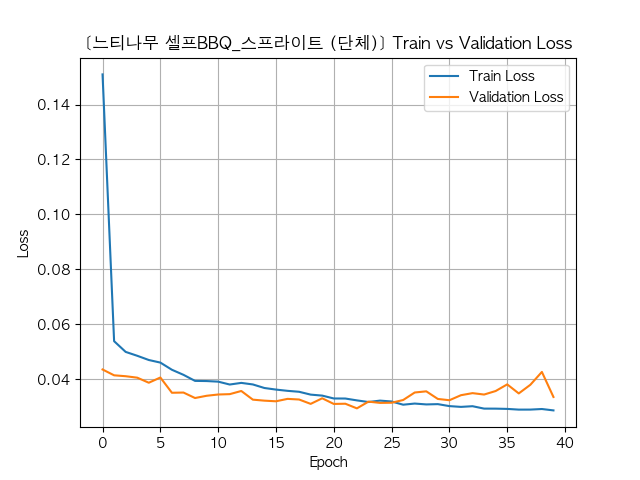 [느티나무 셀프BBQ_스프라이트 (단체)] Train vs Validation Loss
Train Loss
Validation Loss
0.14
0.12
0.10
0.08
0.06
0.04
Loss
0 5 10 15 20 25 30 35 40
Epoch